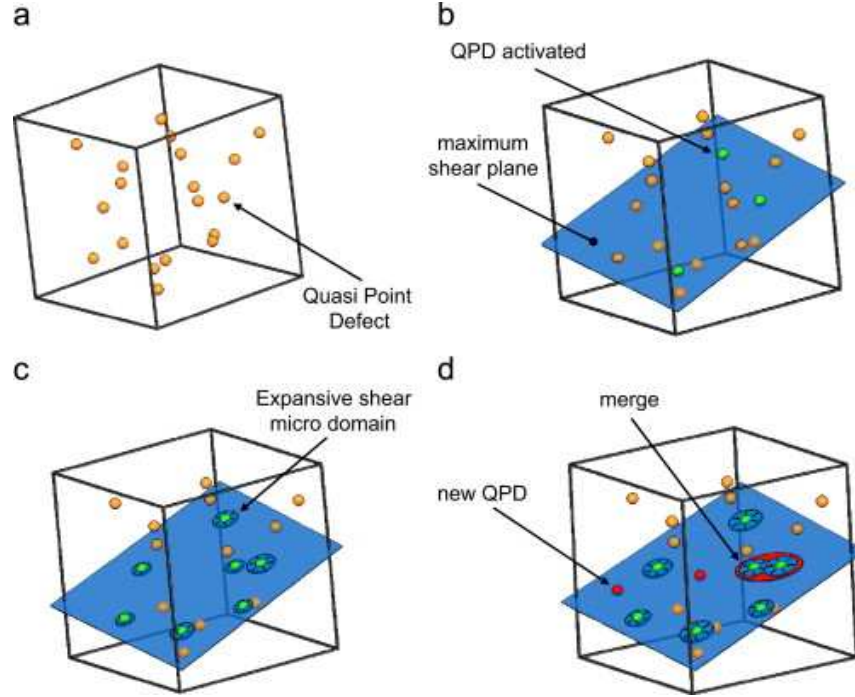 a
Quasi Point
Defect
b
QPD activated
maximum
shear plane
c
Expansive shear
micro domain
d
merge
new QPD